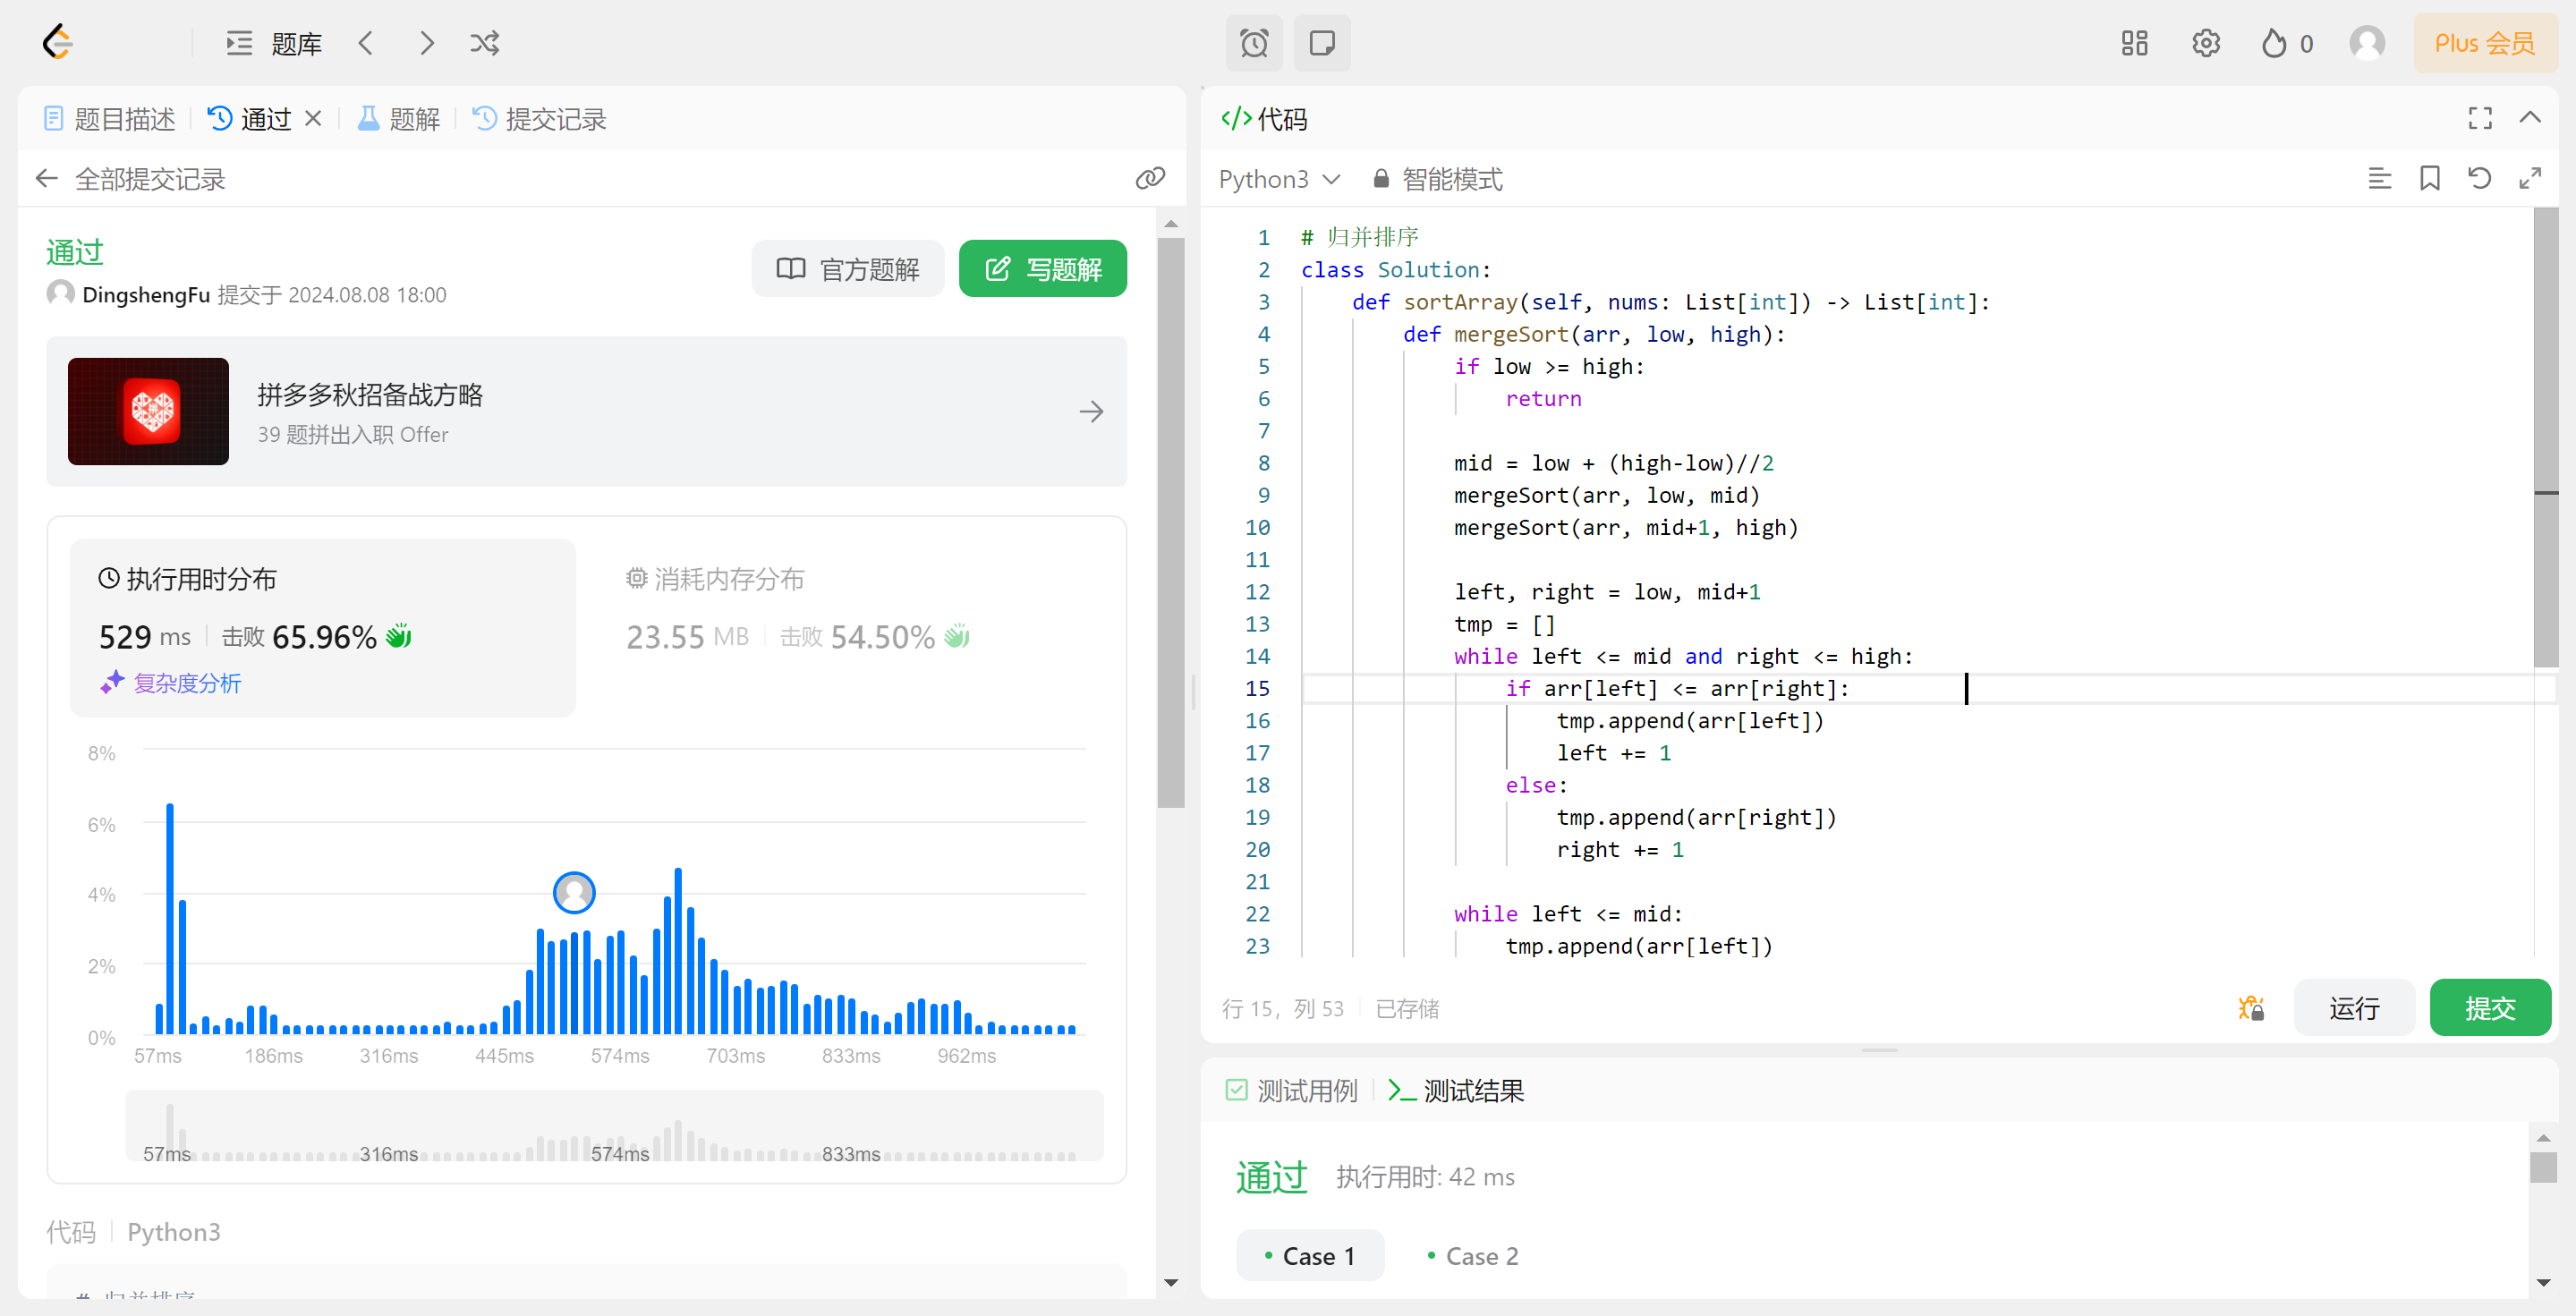 题库
0
Plus 会员
题目描述
通过
题解
提交记录
全部提交记录
通过
官方题解
写题解
DingshengFu 提交于 2024.08.08 18:00
拼多多秋招备战方略
39 题拼出入职 Offer
执行用时分布
529 ms
击败 65.96%
复杂度分析
消耗内存分布
23.55 MB
击败 54.50%
8%
6%
4%
2%
0%
57ms 186ms 316ms 445ms 574ms 703ms 833ms 962ms
57ms 316ms 574ms 833ms
代码
Python3
# 归并排序
</> 代码
Python3
智能模式
1 # 归并排序
2 class Solution:
3     def sortArray(self, nums: List[int]) -> List[int]:
4         def mergeSort(arr, low, high):
5             if low >= high:
6                 return
7
8             mid = low + (high-low)//2
9             mergeSort(arr, low, mid)
10             mergeSort(arr, mid+1, high)
11
12             left, right = low, mid+1
13             tmp = []
14             while left <= mid and right <= high:
15                 if arr[left] <= arr[right]:
16                     tmp.append(arr[left])
17                     left += 1
18                 else:
19                     tmp.append(arr[right])
20                     right += 1
21
22             while left <= mid:
23                 tmp.append(arr[left])
行 15, 列 53
已存储
运行
提交
测试用例
测试结果
通过
执行用时: 42 ms
Case 1
Case 2